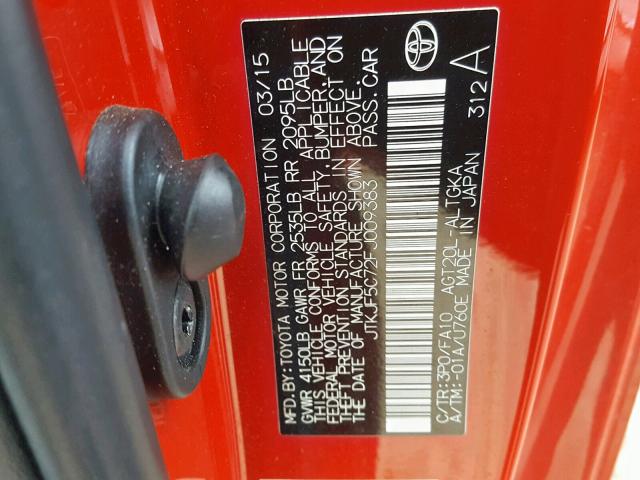 MFD. BY: TOYOTA MOTOR CORPORATION 03/15
GVWR 4150LB GAWR FR 2535LB RR 2095LB
THIS VEHICLE CONFORMS TO ALL APPLICABLE
FEDERAL MOTOR VEHICLE SAFETY, BUMPER, AND
THEFT PREVENTION STANDARDS IN EFFECT ON
THE DATE OF MANUFACTURE SHOWN ABOVE.
JTKJF5C72FJ009383 PASS. CAR
C/TR:3P0/FA10 AGT20L-ALTGKA
A/TM:-01A/U760E MADE IN JAPAN 312 A